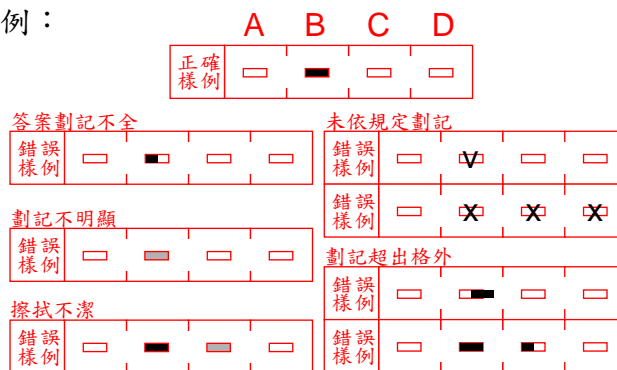 例：
A B C D
正確
樣例
答案劃記不全
錯誤
樣例
劃記不明顯
錯誤
樣例
擦拭不潔
錯誤
樣例
未依規定劃記
錯誤
樣例
V
錯誤
樣例
X X X
劃記超出格外
錯誤
樣例
錯誤
樣例